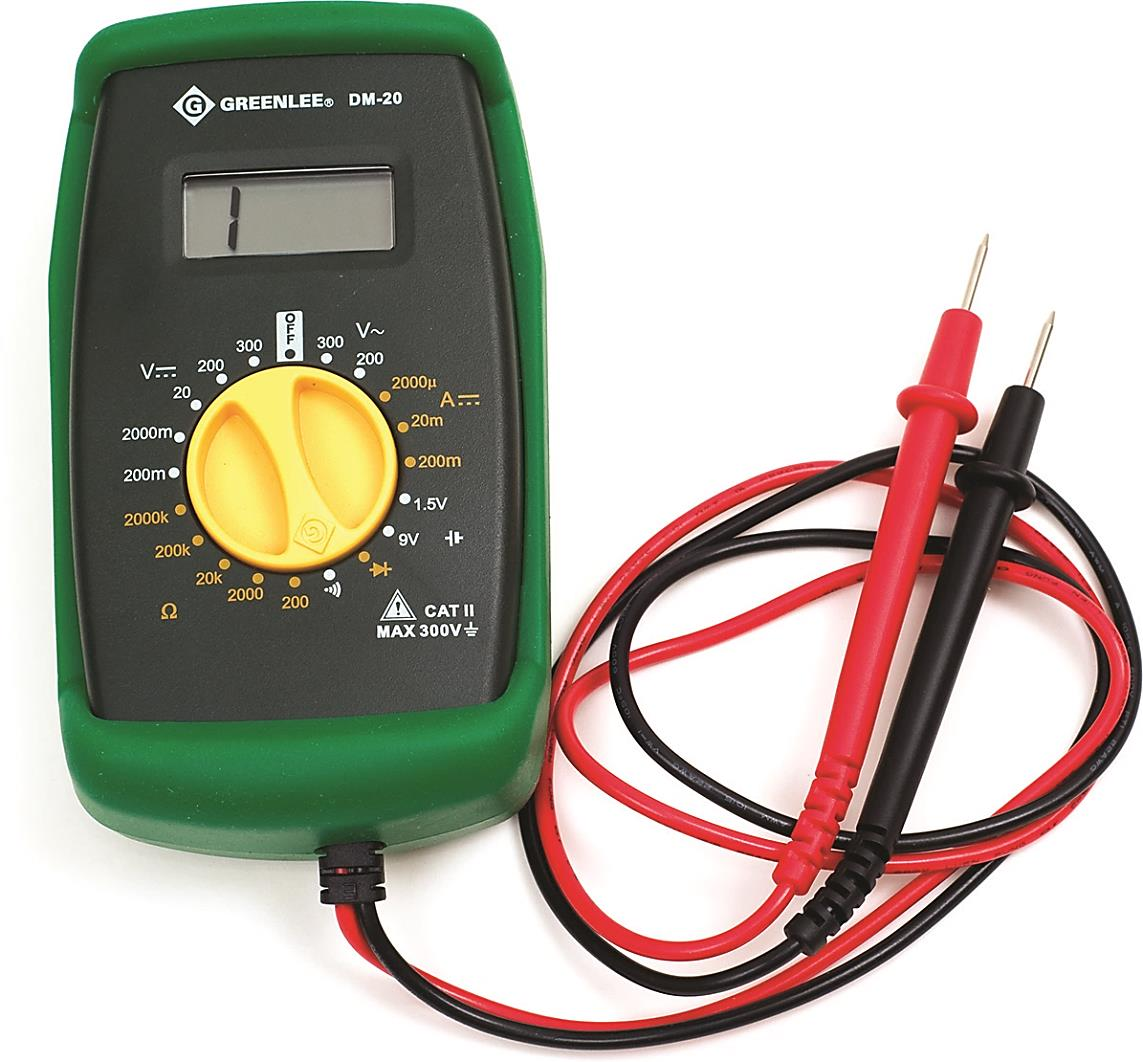 G GREENLEE® DM-20
1
OFF
V⎓ 200 300 300 V~
20 200
2000m 2000µ
200m A⎓
2000k 20m
200k 200m
20k 1.5V
2000 9V
200
Ω
CAT II
MAX 300V
G